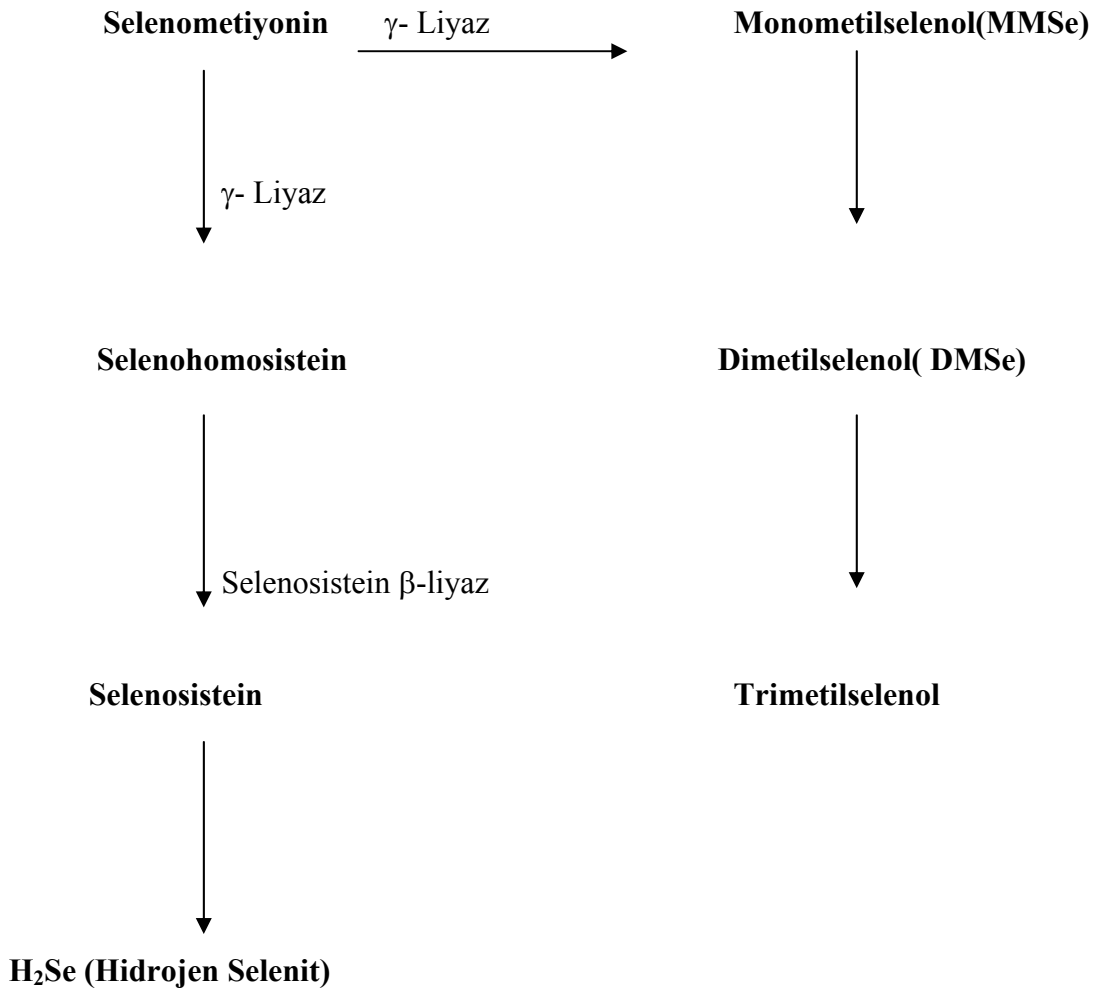 Selenometiyonin γ- Liyaz Monometilselenol(MMSe)
γ- Liyaz
Selenohomosistein Dimetilselenol( DMSe)
Selenosistein β-liyaz
Selenosistein Trimetilselenol
H₂Se (Hidrojen Selenit)